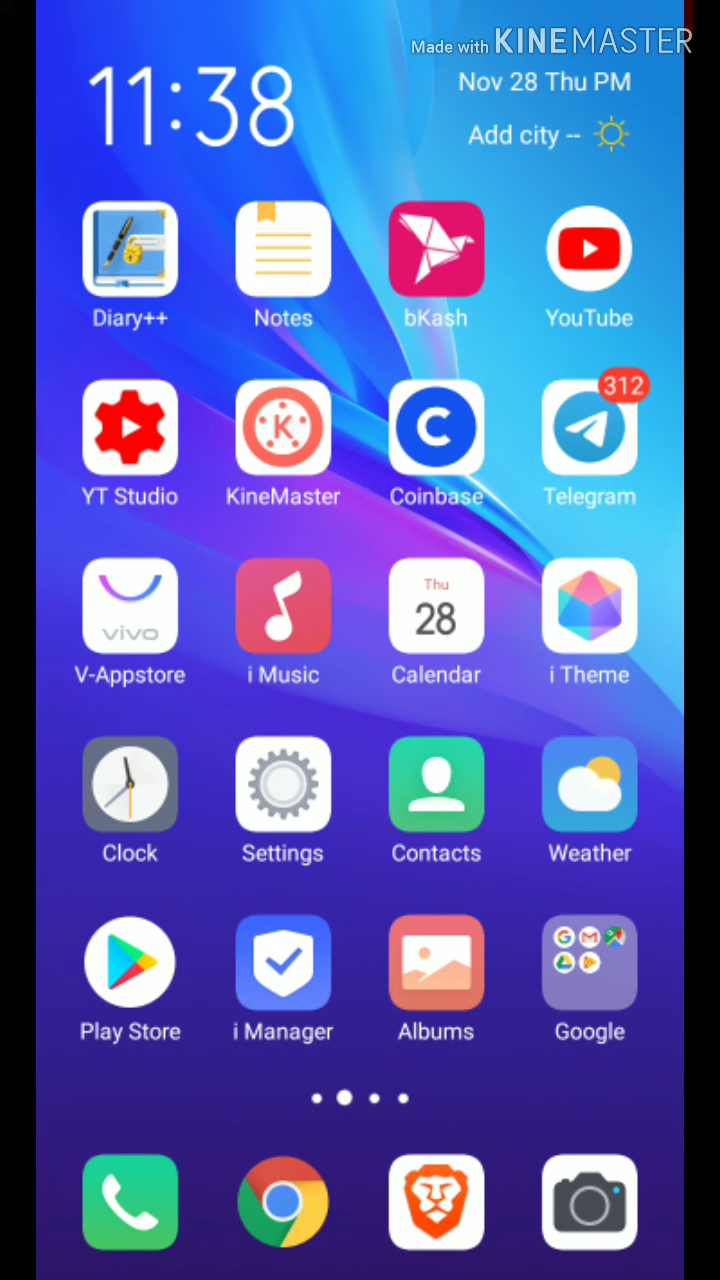 Made with KINEMASTER
11:38
Nov 28 Thu PM
Add city --
Diary++ Notes bKash YouTube
312
YT Studio KineMaster Coinbase Telegram
vivo
Thu
28
V-Appstore i Music Calendar i Theme
Clock Settings Contacts Weather
Play Store i Manager Albums Google